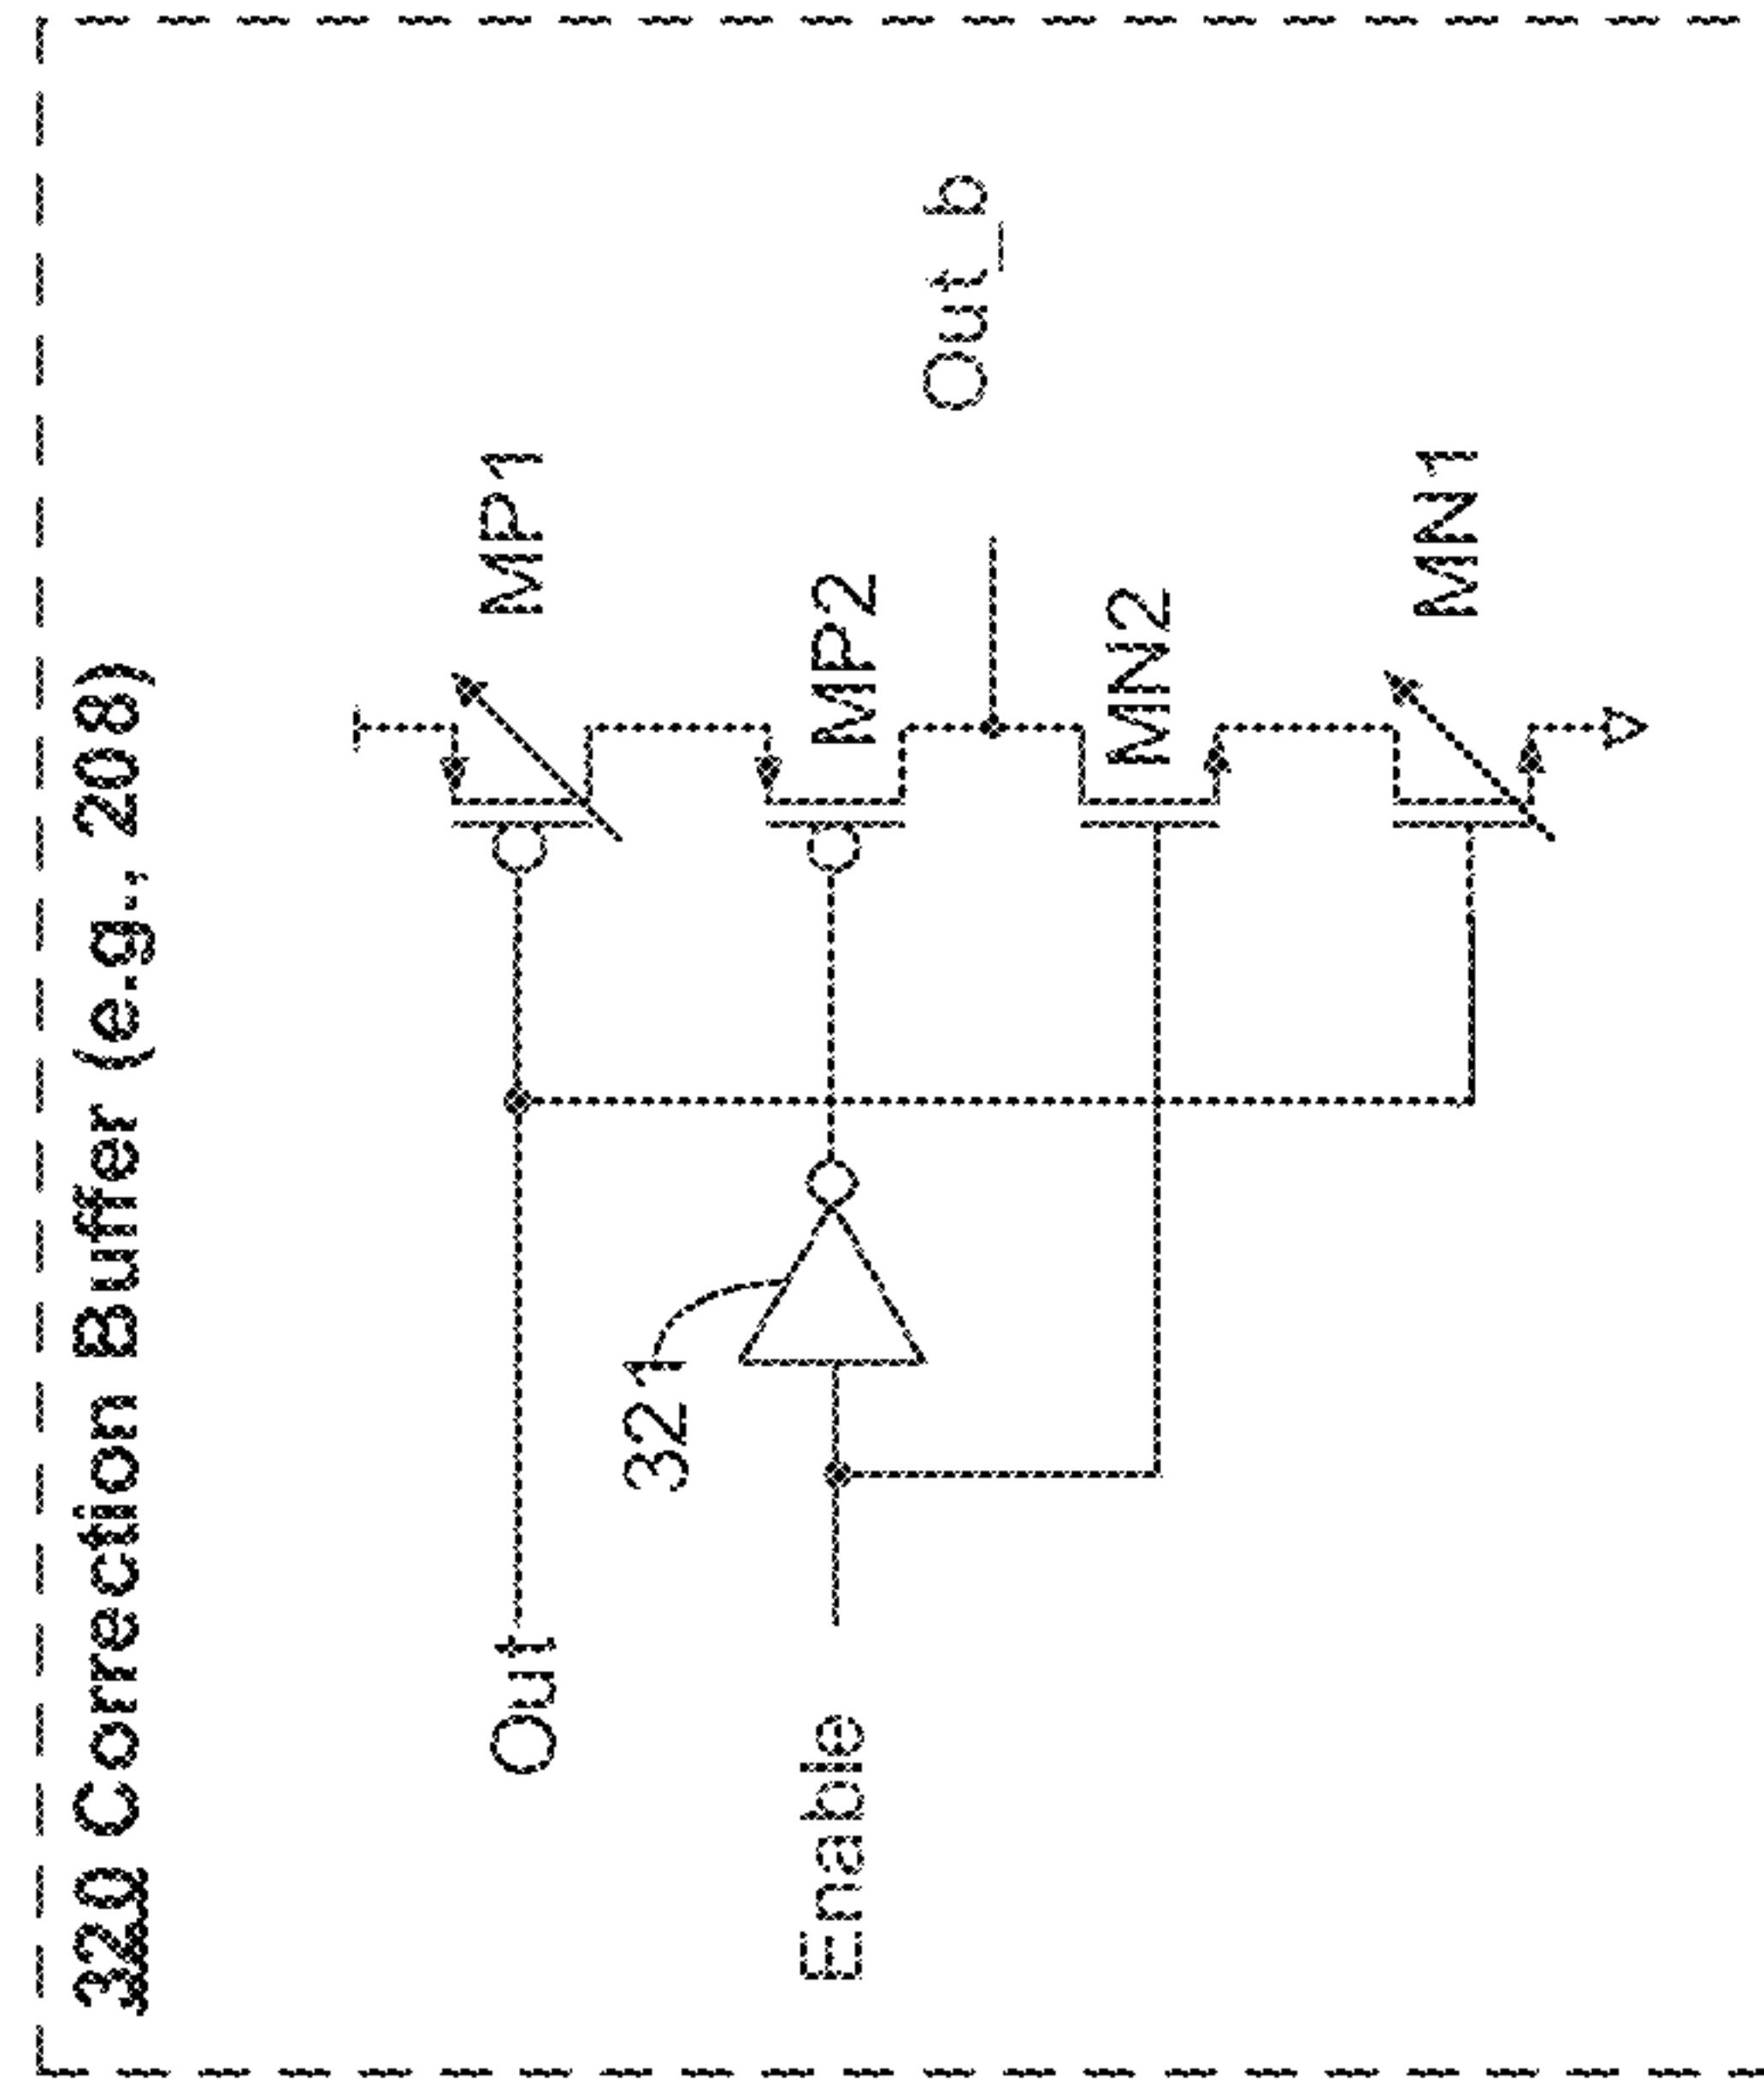 320 Correction Buffer (e.g., 208)
Out
MP1
321
Enable
MP2
Out_b
MN2
MN1